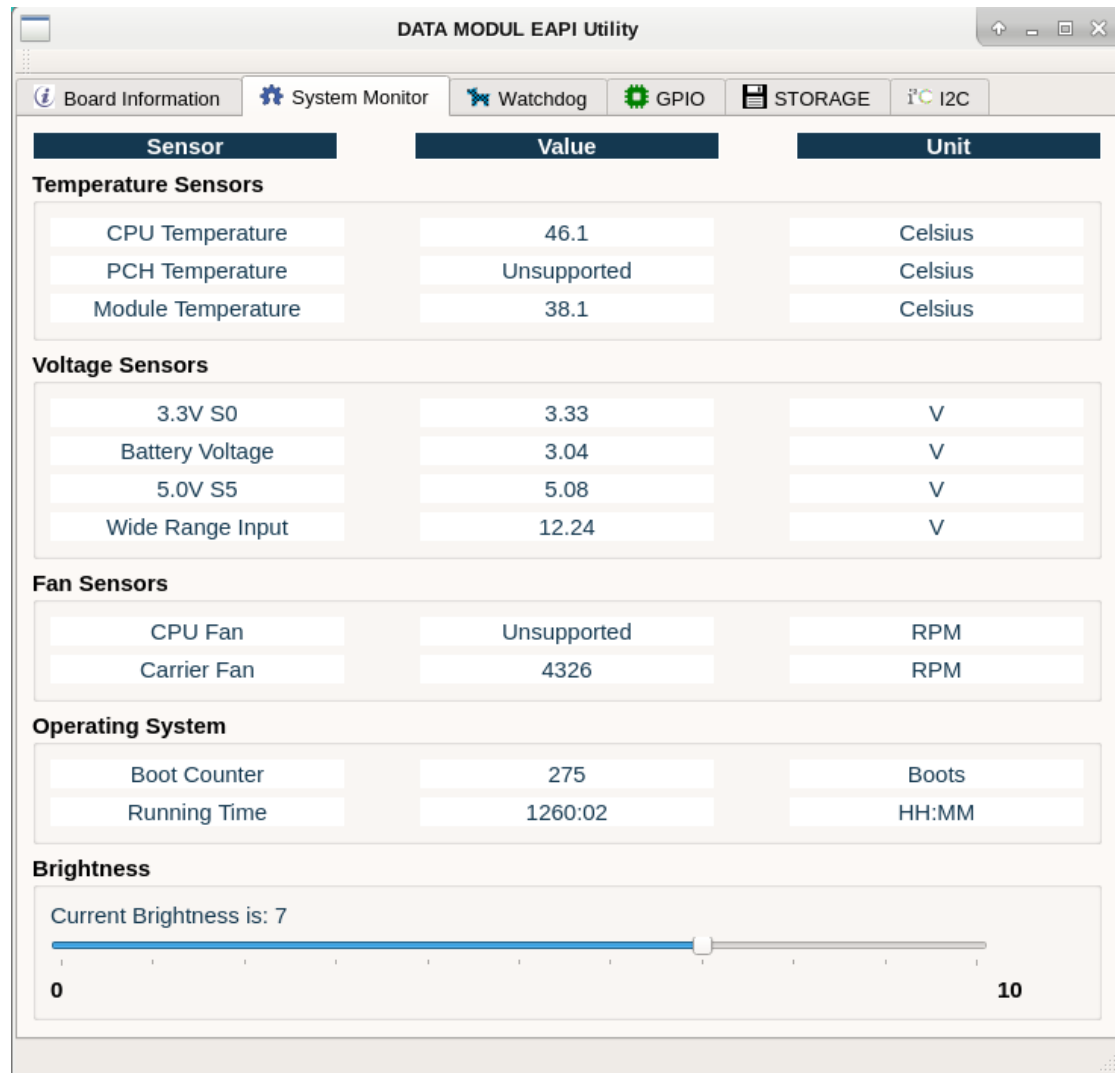 DATA MODUL EAPI Utility
Board Information System Monitor Watchdog GPIO STORAGE i²C I2C
Sensor Value Unit
Temperature Sensors
CPU Temperature 46.1 Celsius
PCH Temperature Unsupported Celsius
Module Temperature 38.1 Celsius
Voltage Sensors
3.3V S0 3.33 V
Battery Voltage 3.04 V
5.0V S5 5.08 V
Wide Range Input 12.24 V
Fan Sensors
CPU Fan Unsupported RPM
Carrier Fan 4326 RPM
Operating System
Boot Counter 275 Boots
Running Time 1260:02 HH:MM
Brightness
Current Brightness is: 7
0 10